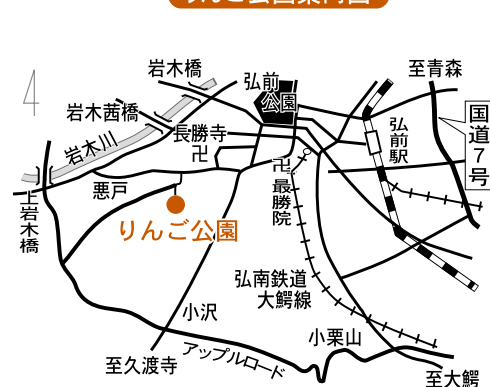 りんご公園案内図
岩木橋
弘前
公園
至青森
岩木茜橋
長勝寺
卍
岩木川
弘前駅
国道7号
悪戸
卍
最勝院
上岩木橋
りんご公園
弘南鉄道
大鰐線
小沢
小栗山
アップルロード
至久渡寺
至大鰐